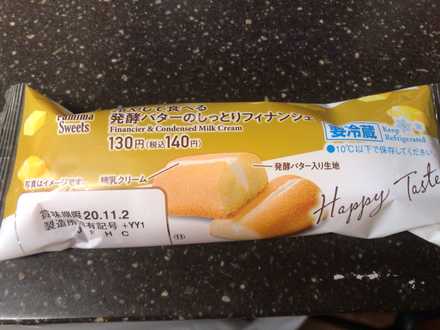 Famima
Sweets
冷やして食べる
発酵バターのしっとりフィナンシェ
Financier & Condensed Milk Cream
130円(税込140円)
要冷蔵
Keep
Refrigerated
●10℃以下で保存してください
発酵バター入り生地
練乳クリーム
写真はイメージです。
Happy Taste
賞味期限 20.11.2
製造所固有記号 +YY1
H C